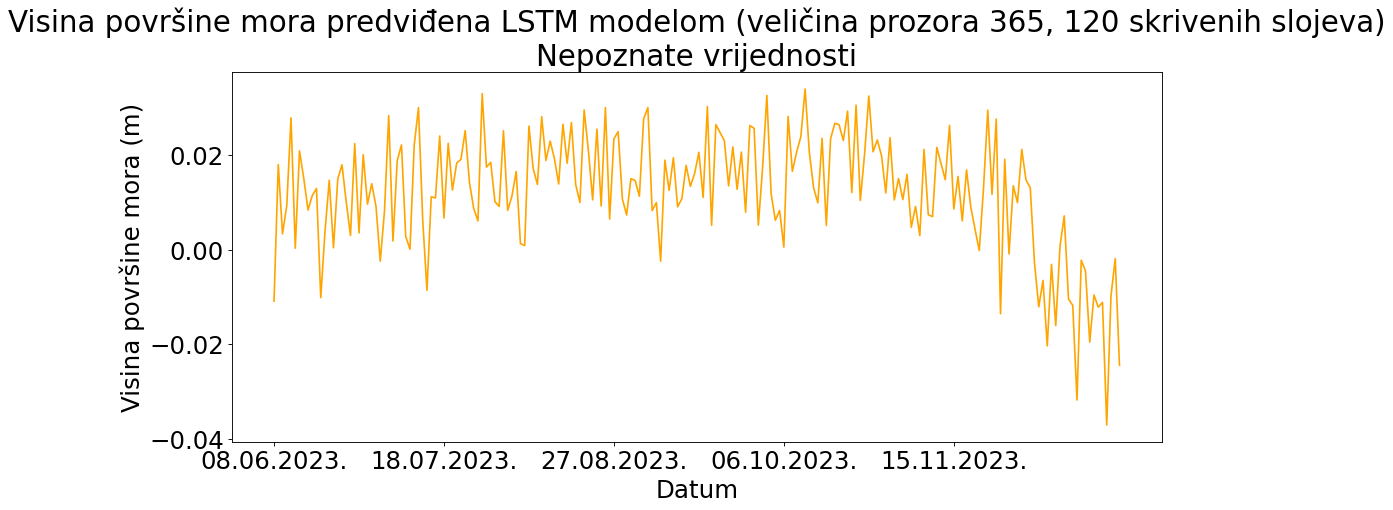 Visina površine mora predviđena LSTM modelom (veličina prozora 365, 120 skrivenih slojeva)
Nepoznate vrijednosti
Visina površine mora (m)
0.02
0.00
−0.02
−0.04
08.06.2023. 18.07.2023. 27.08.2023. 06.10.2023. 15.11.2023.
Datum